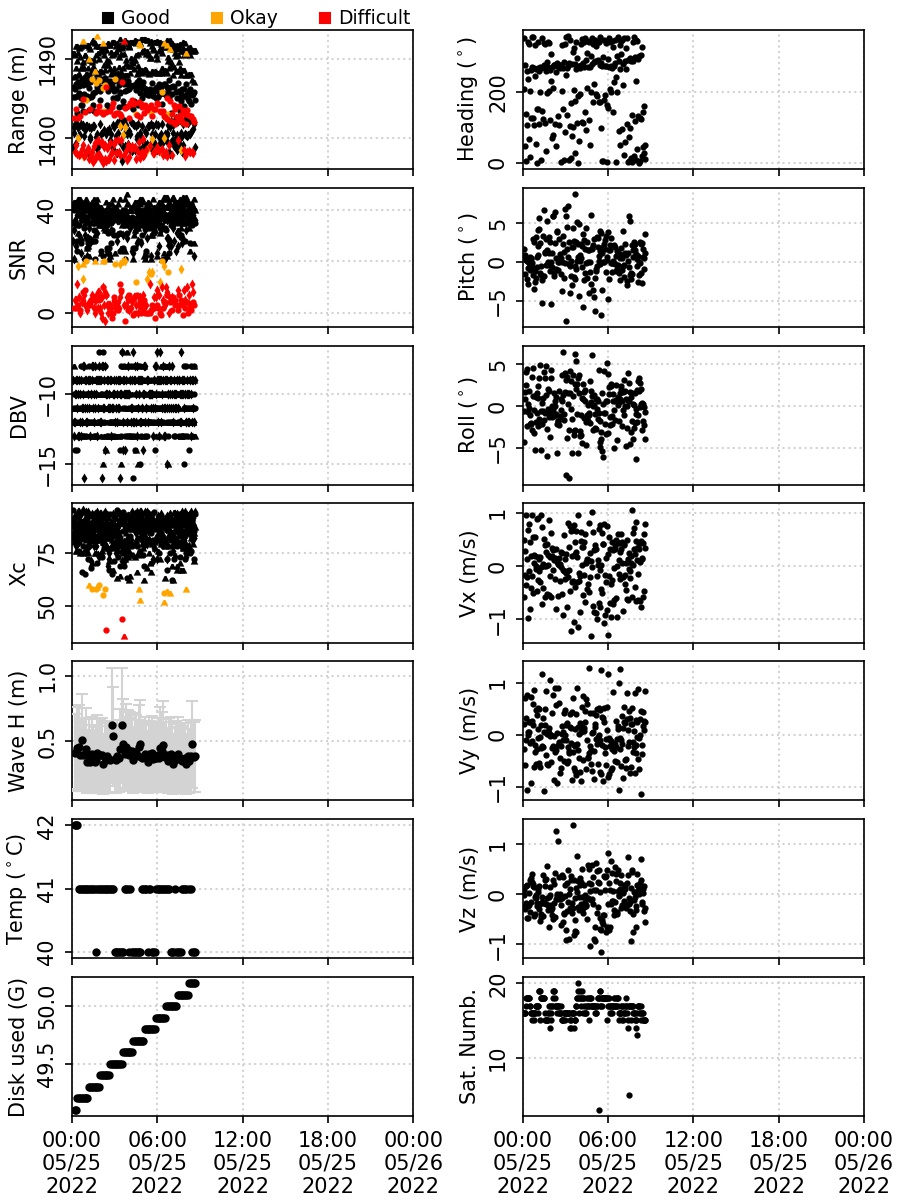 Good Okay Difficult
Range (m)
1490
1400
Heading (°)
200
0
SNR
40
20
0
Pitch (°)
5
0
−5
DBV
−10
−15
Roll (°)
5
0
−5
Xc
75
50
Vx (m/s)
1
0
−1
Wave H (m)
1.0
0.5
Vy (m/s)
1
0
−1
Temp (°C)
42
41
40
Vz (m/s)
1
0
−1
Disk used (G)
50.0
49.5
Sat. Numb.
20
10
00:00 06:00 12:00 18:00 00:00 00:00 06:00 12:00 18:00 00:00
05/25 05/25 05/25 05/25 05/26 05/25 05/25 05/25 05/25 05/26
2022 2022 2022 2022 2022 2022 2022 2022 2022 2022